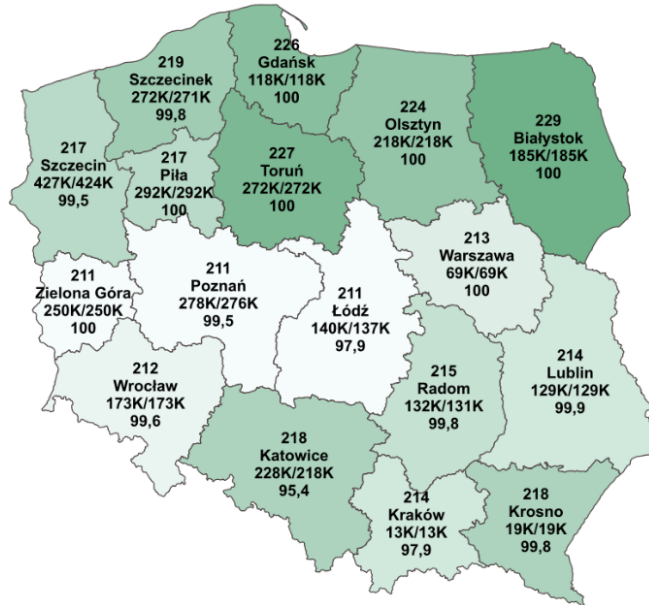 226
Gdańsk
118K/118K
100
219
Szczecinek
272K/271K
99,8
224
Olsztyn
218K/218K
100
229
Białystok
185K/185K
100
217
Szczecin
427K/424K
99,5
217
Piła
292K/292K
100
227
Toruń
272K/272K
100
213
Warszawa
69K/69K
100
211
Zielona Góra
250K/250K
100
211
Poznań
278K/276K
99,5
211
Łódź
140K/137K
97,9
214
Lublin
129K/129K
99,9
212
Wrocław
173K/173K
99,6
215
Radom
132K/131K
99,8
218
Katowice
228K/218K
95,4
214
Kraków
13K/13K
97,9
218
Krosno
19K/19K
99,8